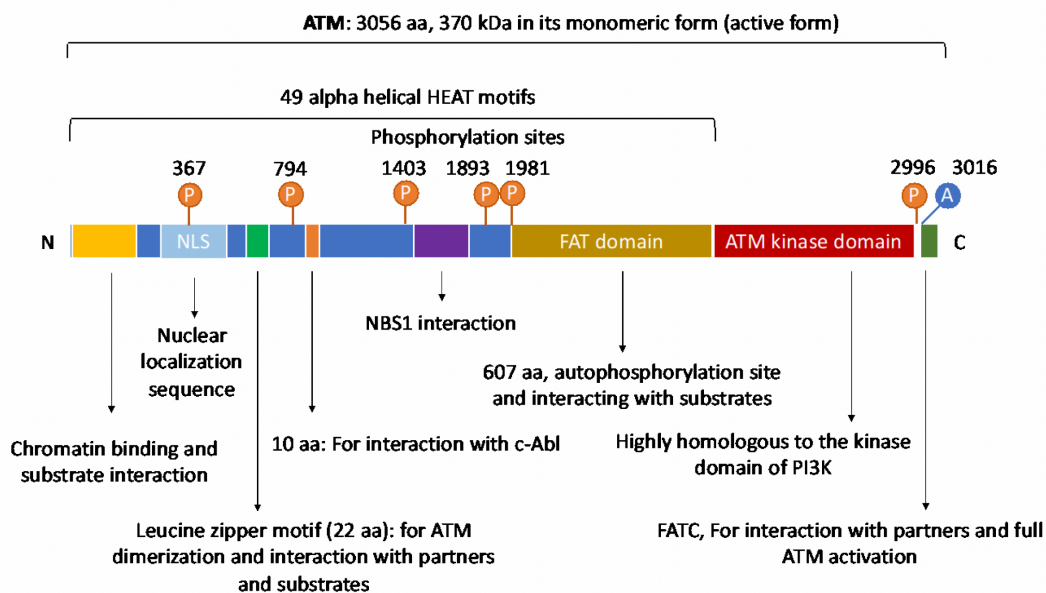 ATM: 3056 aa, 370 kDa in its monomeric form (active form)
49 alpha helical HEAT motifs
Phosphorylation sites
367 794 1403 1893 1981 2996 3016
P P P P P P A
N NLS FAT domain ATM kinase domain C
NBS1 interaction
Nuclear
localization
sequence
607 aa, autophosphorylation site
and interacting with substrates
Chromatin binding and
substrate interaction
10 aa: For interaction with c-Abl
Highly homologous to the kinase
domain of PI3K
Leucine zipper motif (22 aa): for ATM
dimerization and interaction with partners
and substrates
FATC, For interaction with partners and full
ATM activation